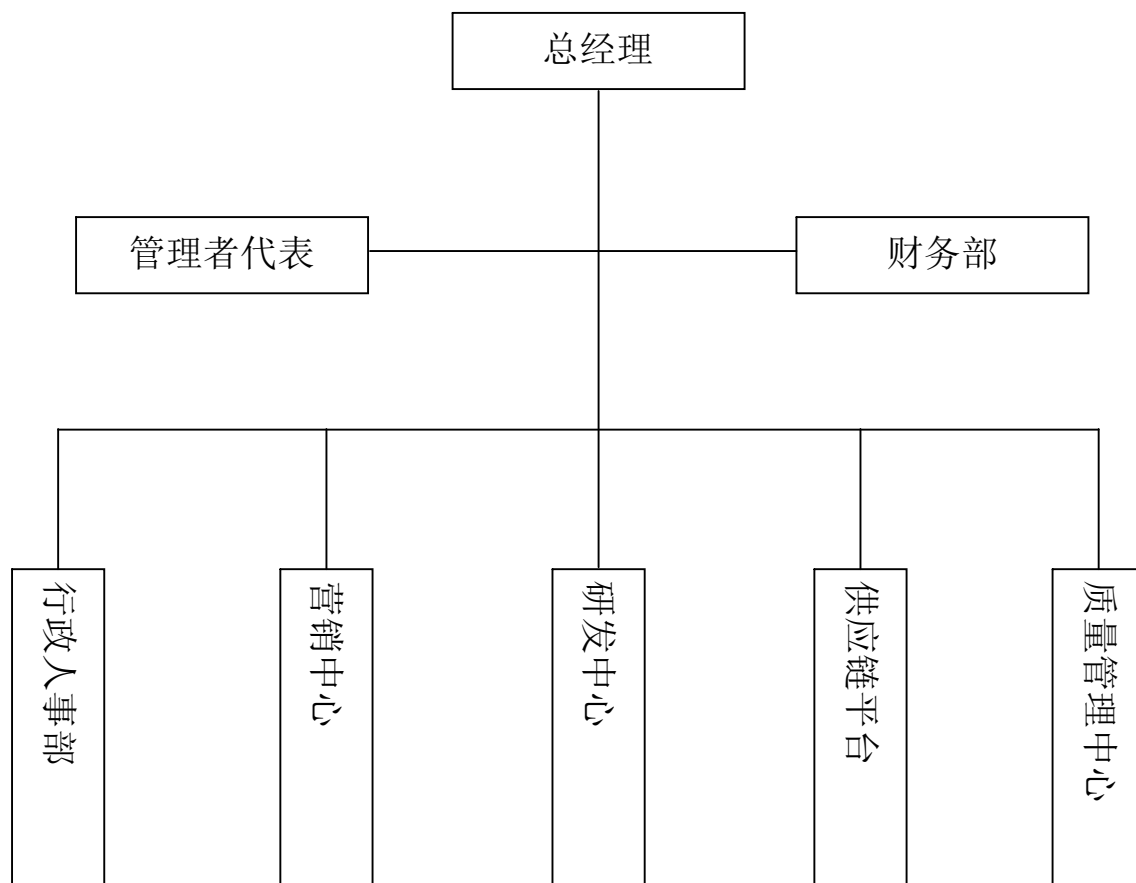 总经理
管理者代表
财务部
行政人事部
营销中心
研发中心
供应链平台
质量管理中心